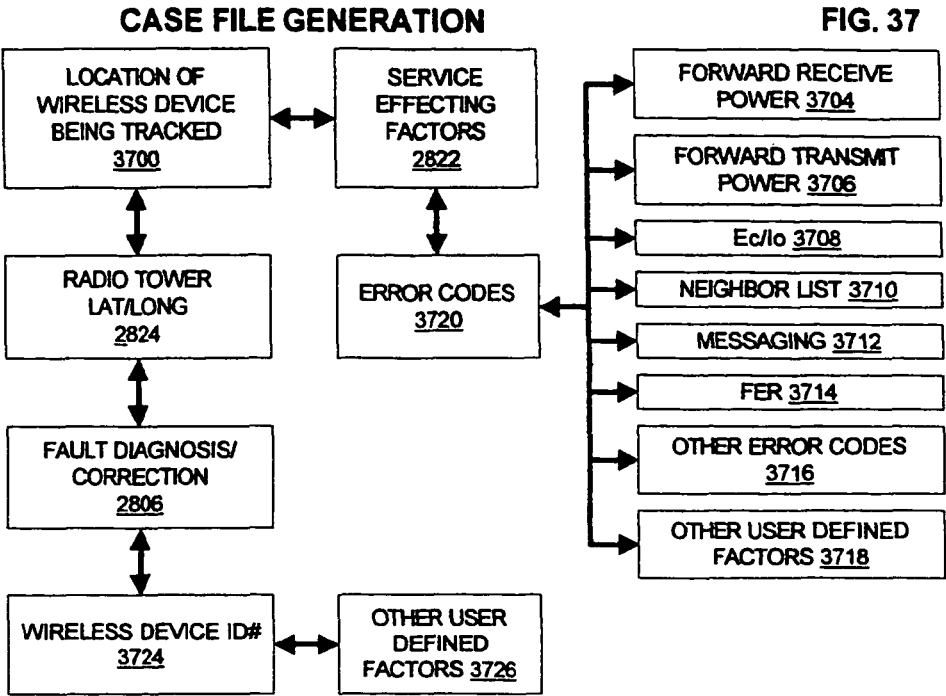 CASE FILE GENERATION
FIG. 37
LOCATION OF
WIRELESS DEVICE
BEING TRACKED
3700
SERVICE
EFFECTING
FACTORS
2822
FORWARD RECEIVE
POWER 3704
FORWARD TRANSMIT
POWER 3706
Ec/Io 3708
RADIO TOWER
LAT/LONG
2824
ERROR CODES
3720
NEIGHBOR LIST 3710
MESSAGING 3712
FER 3714
FAULT DIAGNOSIS/
CORRECTION
2806
OTHER ERROR CODES
3716
OTHER USER DEFINED
FACTORS 3718
WIRELESS DEVICE ID#
3724
OTHER USER
DEFINED
FACTORS 3726